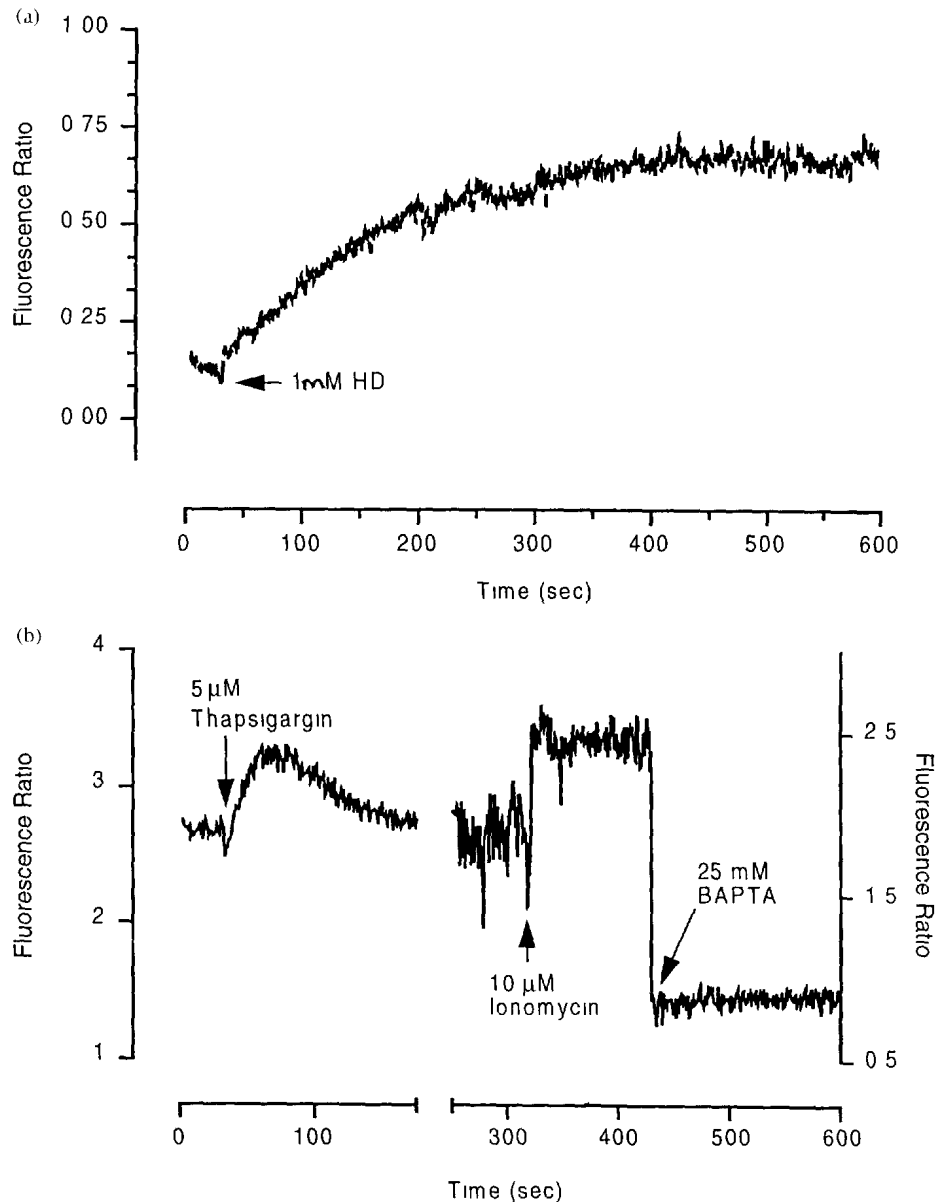 (a)
1 00
0 75
0 50
0 25
0 00
Fluorescence Ratio
1mM HD
0 100 200 300 400 500 600
Time (sec)
(b)
4
3
2
1
Fluorescence Ratio
5 µM
Thapsigargin
10 µM
Ionomycin
25 mM
BAPTA
2 5
1 5
0 5
Fluorescence Ratio
0 100 300 400 500 600
Time (sec)